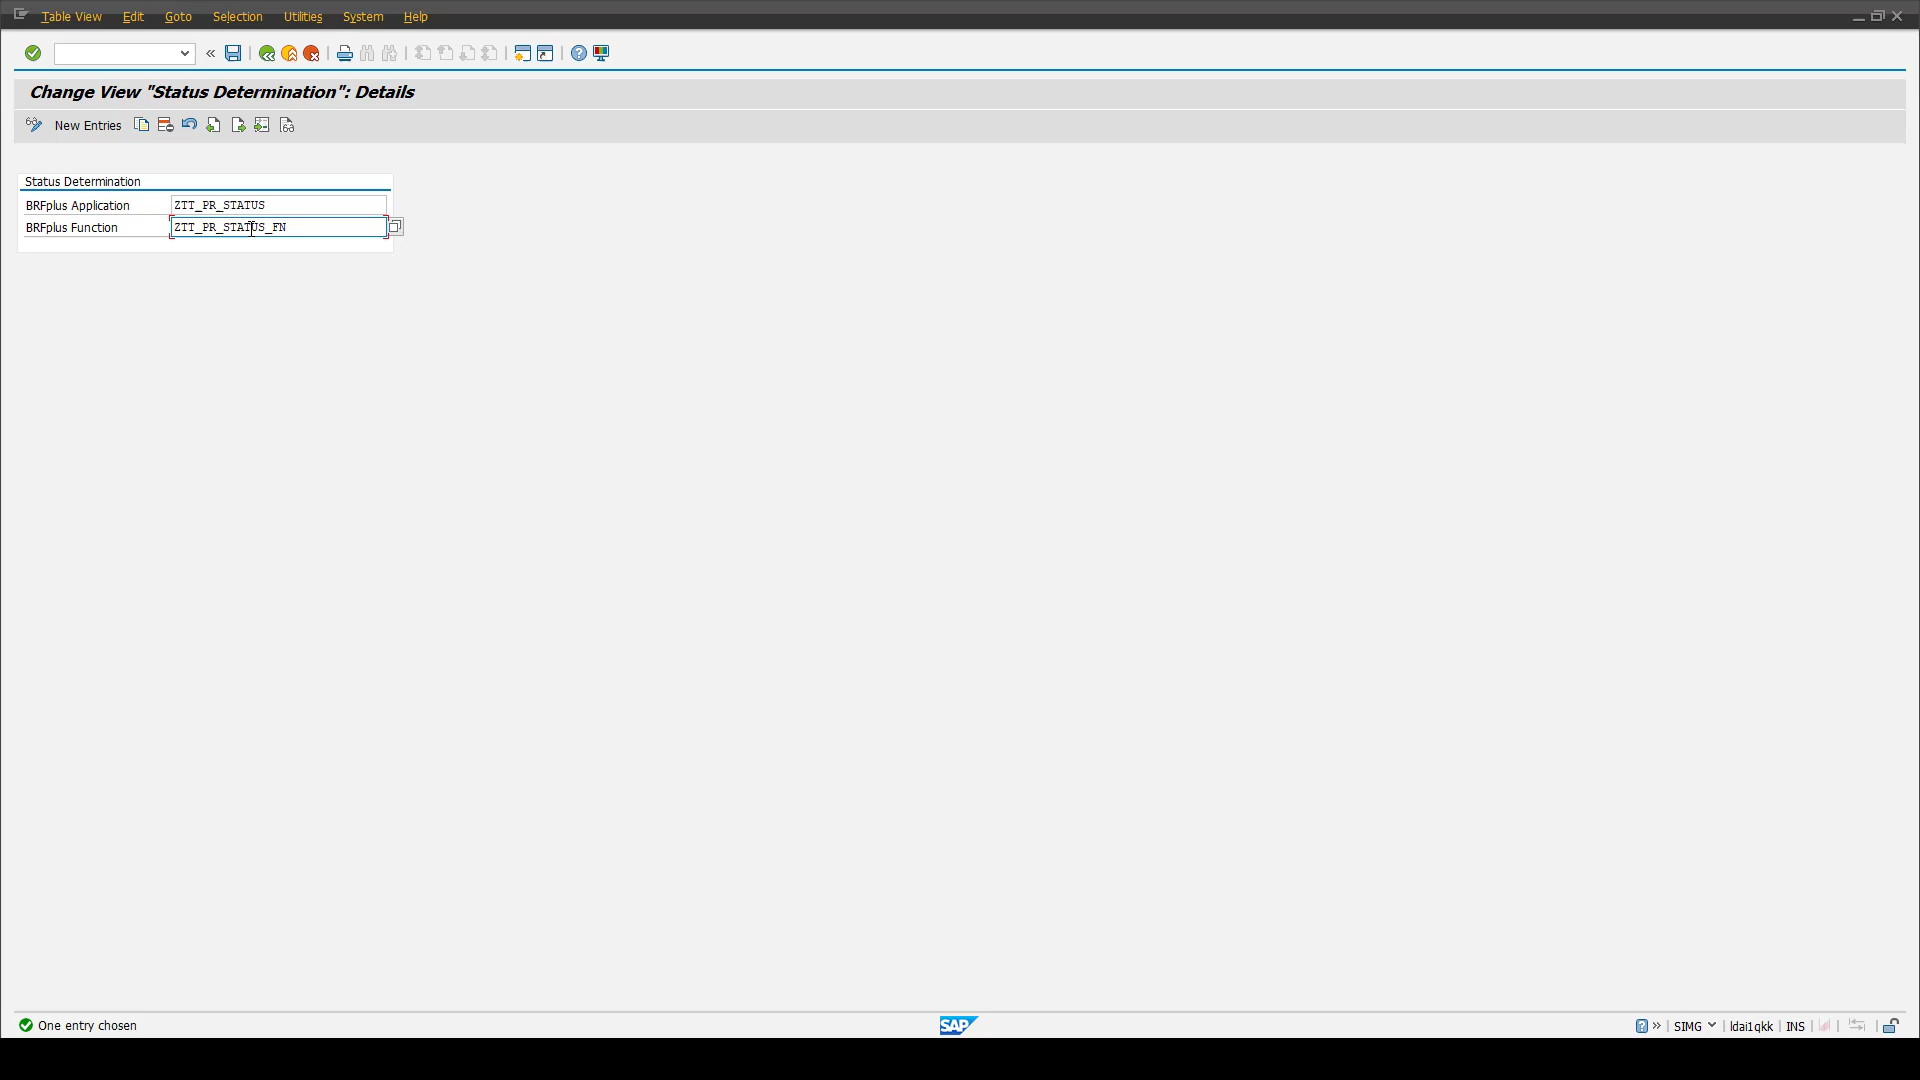 Table View Edit Goto Selection Utilities System Help
Change View "Status Determination": Details
New Entries
Status Determination
BRFplus Application ZTT_PR_STATUS
BRFplus Function ZTT_PR_STATUS_FN
One entry chosen
SAP
SIMG ldai1qkk INS